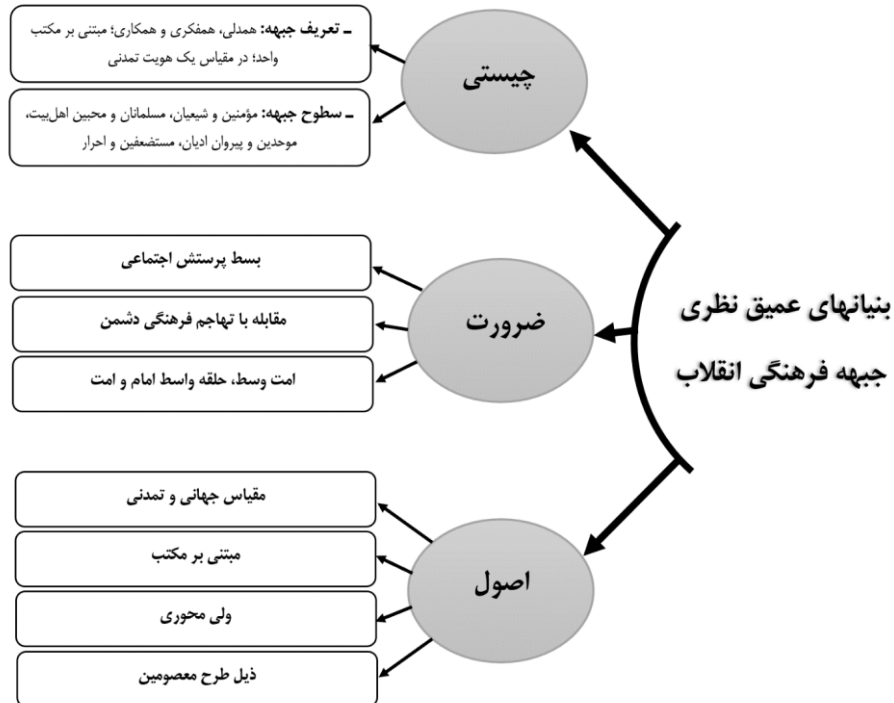 بنیانهای عمیق نظری
جبهه فرهنگی انقلاب
چیستی
ـ تعریف جبهه: همدلی، همفکری و همکاری؛ مبتنی بر مکتب
واحد؛ در مقیاس یک هویت تمدنی
ـ سطوح جبهه: مؤمنین و شیعیان، مسلمانان و محبین اهل‌بیت،
موحدین و پیروان ادیان، مستضعفین و احرار
ضرورت
بسط پرستش اجتماعی
مقابله با تهاجم فرهنگی دشمن
امت وسط، حلقه واسط امام و امت
اصول
مقیاس جهانی و تمدنی
مبتنی بر مکتب
ولی محوری
ذیل طرح معصومین